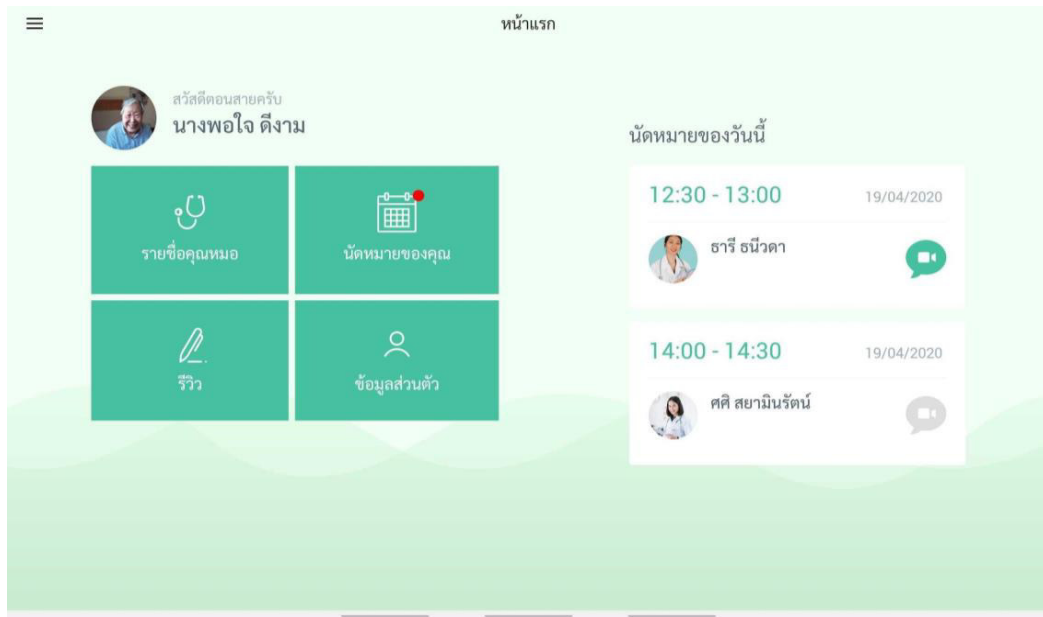 หน้าแรก
สวัสดีตอนสายครับ
นางพอใจ ดีงาม
รายชื่อคุณหมอ
นัดหมายของคุณ
รีวิว
ข้อมูลส่วนตัว
นัดหมายของวันนี้
12:30 - 13:00 19/04/2020
ธารี ธนีวดา
14:00 - 14:30 19/04/2020
ศศิ สยามินรัตน์